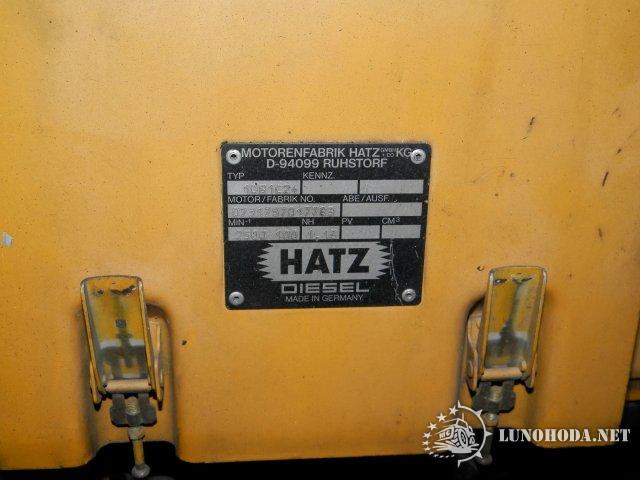 MOTORENFABRIK HATZ GMBH + CO KG
D-94099 RUHSTORF
TYP KENNZ.
MOTOR/FABRIK NO. ABE/AUSF.
MIN-1 NH PV CM3
HATZ
DIESEL
MADE IN GERMANY
LUNOHODA.NET